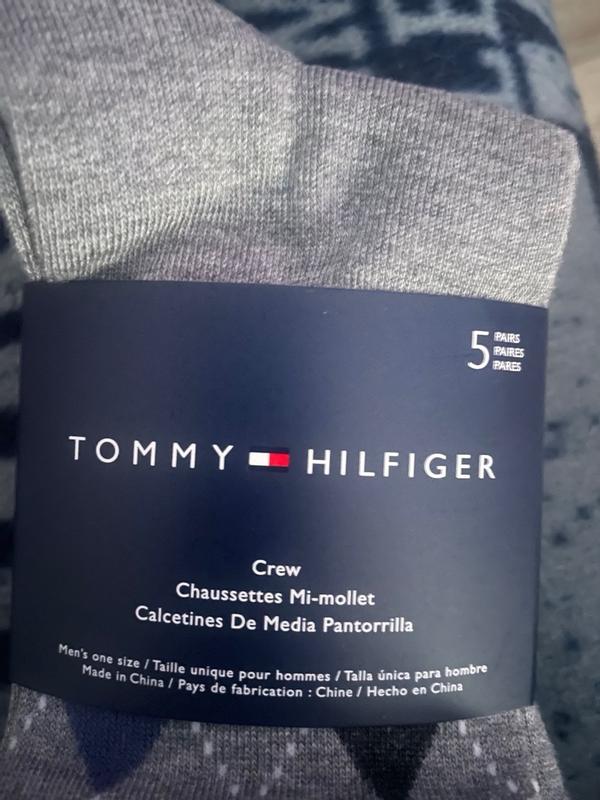 5 PAIRS
PAIRES
PARES
TOMMY HILFIGER
Crew
Chaussettes Mi-mollet
Calcetines De Media Pantorrilla
Men's one size / Taille unique pour hommes / Talla única para hombre
Made in China / Pays de fabrication : Chine / Hecho en China